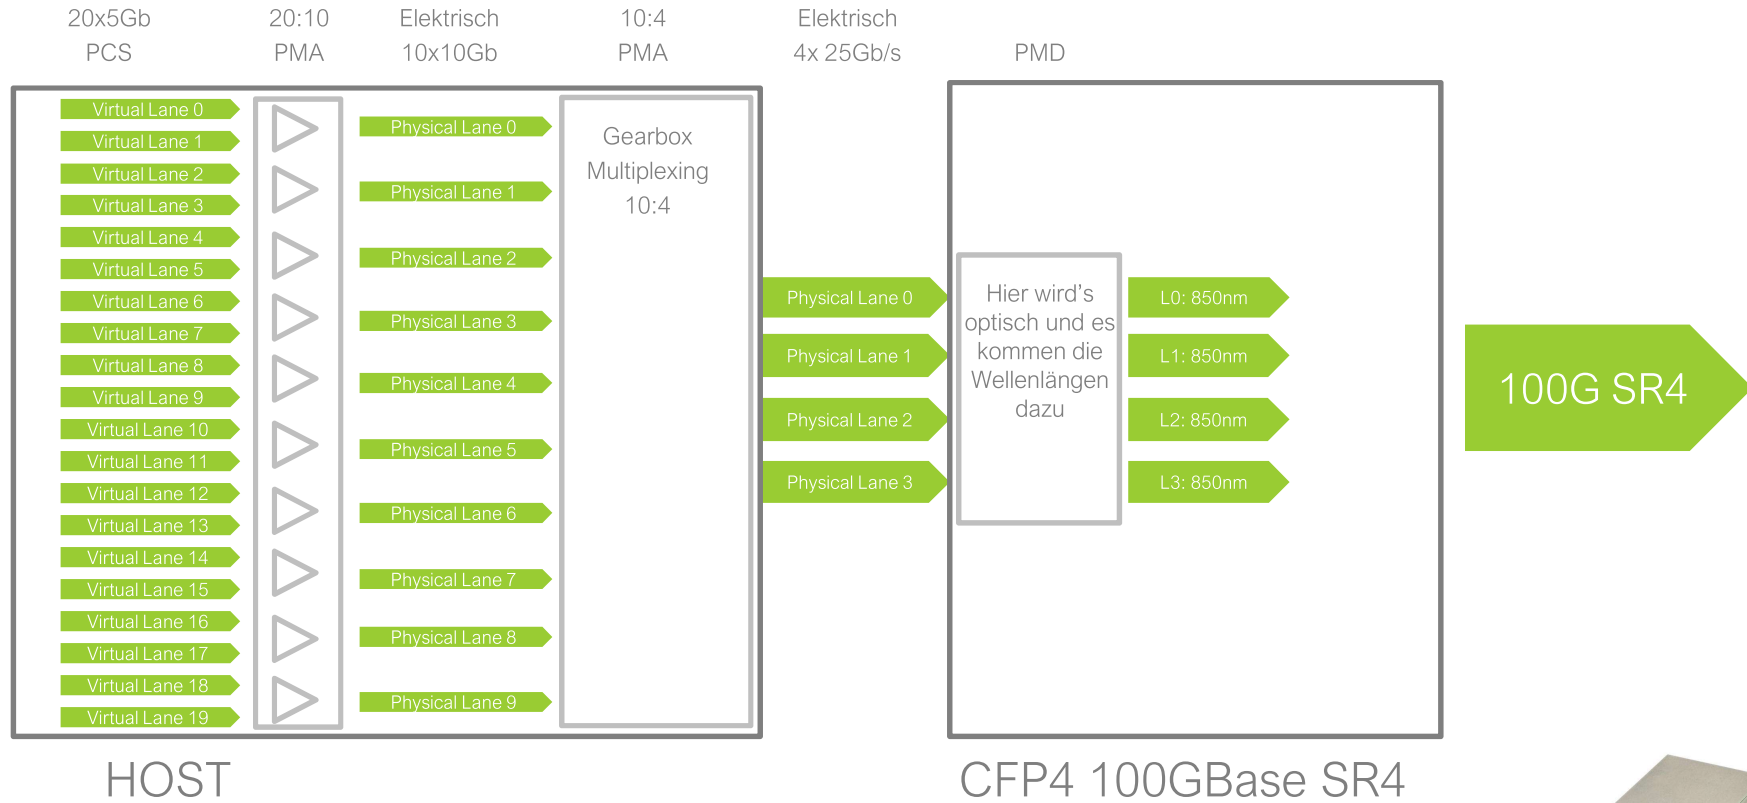 20x5Gb
PCS
20:10
PMA
Elektrisch
10x10Gb
10:4
PMA
Elektrisch
4x 25Gb/s
PMD
Virtual Lane 0
Virtual Lane 1
Virtual Lane 2
Virtual Lane 3
Virtual Lane 4
Virtual Lane 5
Virtual Lane 6
Virtual Lane 7
Virtual Lane 8
Virtual Lane 9
Virtual Lane 10
Virtual Lane 11
Virtual Lane 12
Virtual Lane 13
Virtual Lane 14
Virtual Lane 15
Virtual Lane 16
Virtual Lane 17
Virtual Lane 18
Virtual Lane 19
Physical Lane 0
Physical Lane 1
Physical Lane 2
Physical Lane 3
Physical Lane 4
Physical Lane 5
Physical Lane 6
Physical Lane 7
Physical Lane 8
Physical Lane 9
Gearbox
Multiplexing
10:4
Physical Lane 0
Physical Lane 1
Physical Lane 2
Physical Lane 3
Hier wird's
optisch und es
kommen die
Wellenlängen
dazu
L0: 850nm
L1: 850nm
L2: 850nm
L3: 850nm
100G SR4
HOST
CFP4 100GBase SR4